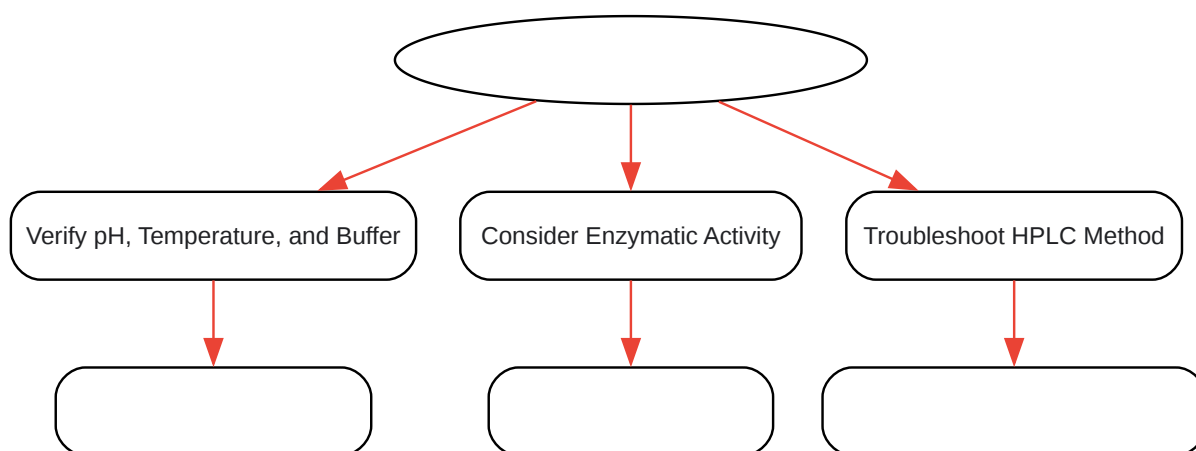 Verify pH, Temperature, and Buffer
Consider Enzymatic Activity
Troubleshoot HPLC Method